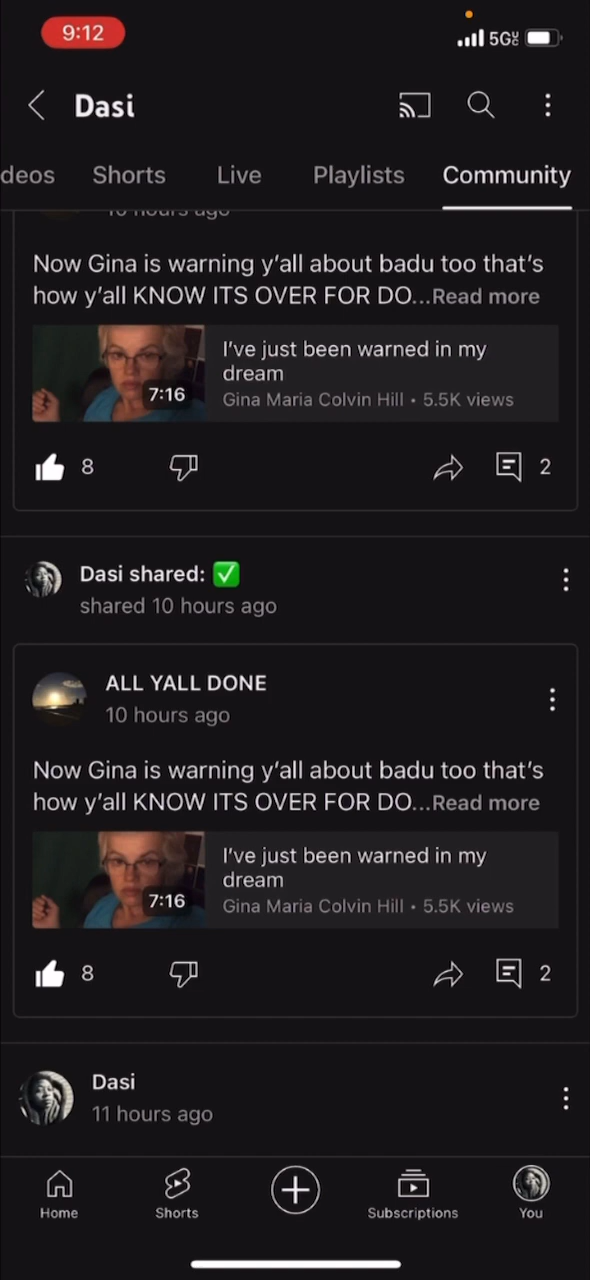 9:12
5G
Dasi
deos Shorts Live Playlists Community
10 hours ago
Now Gina is warning y'all about badu too that's
how y'all KNOW ITS OVER FOR DO...Read more
I've just been warned in my
dream
7:16
Gina Maria Colvin Hill • 5.5K views
8 2
Dasi shared: ✅
shared 10 hours ago
ALL YALL DONE
10 hours ago
Now Gina is warning y'all about badu too that's
how y'all KNOW ITS OVER FOR DO...Read more
I've just been warned in my
dream
7:16
Gina Maria Colvin Hill • 5.5K views
8 2
Dasi
11 hours ago
Home Shorts Subscriptions You